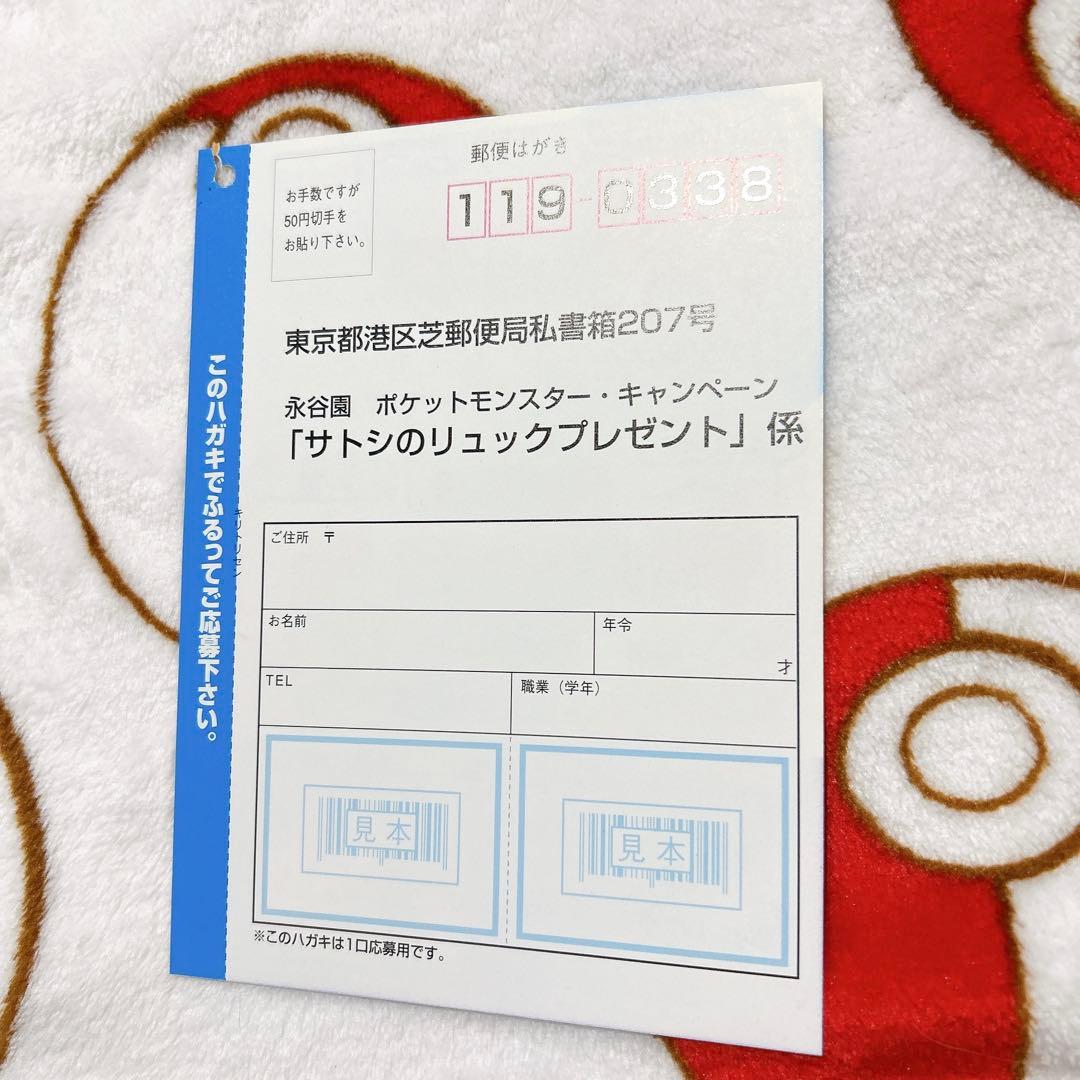 郵便はがき
お手数ですが
50円切手を
お貼り下さい。
119-0338
東京都港区芝郵便局私書箱207号
永谷園 ポケットモンスター・キャンペーン
「サトシのリュックプレゼント」係
このハガキでふるってご応募下さい。
キリトリセン
ご住所 〒
お名前
年令
才
TEL
職業（学年）
見本
見本
※このハガキは1口応募用です。